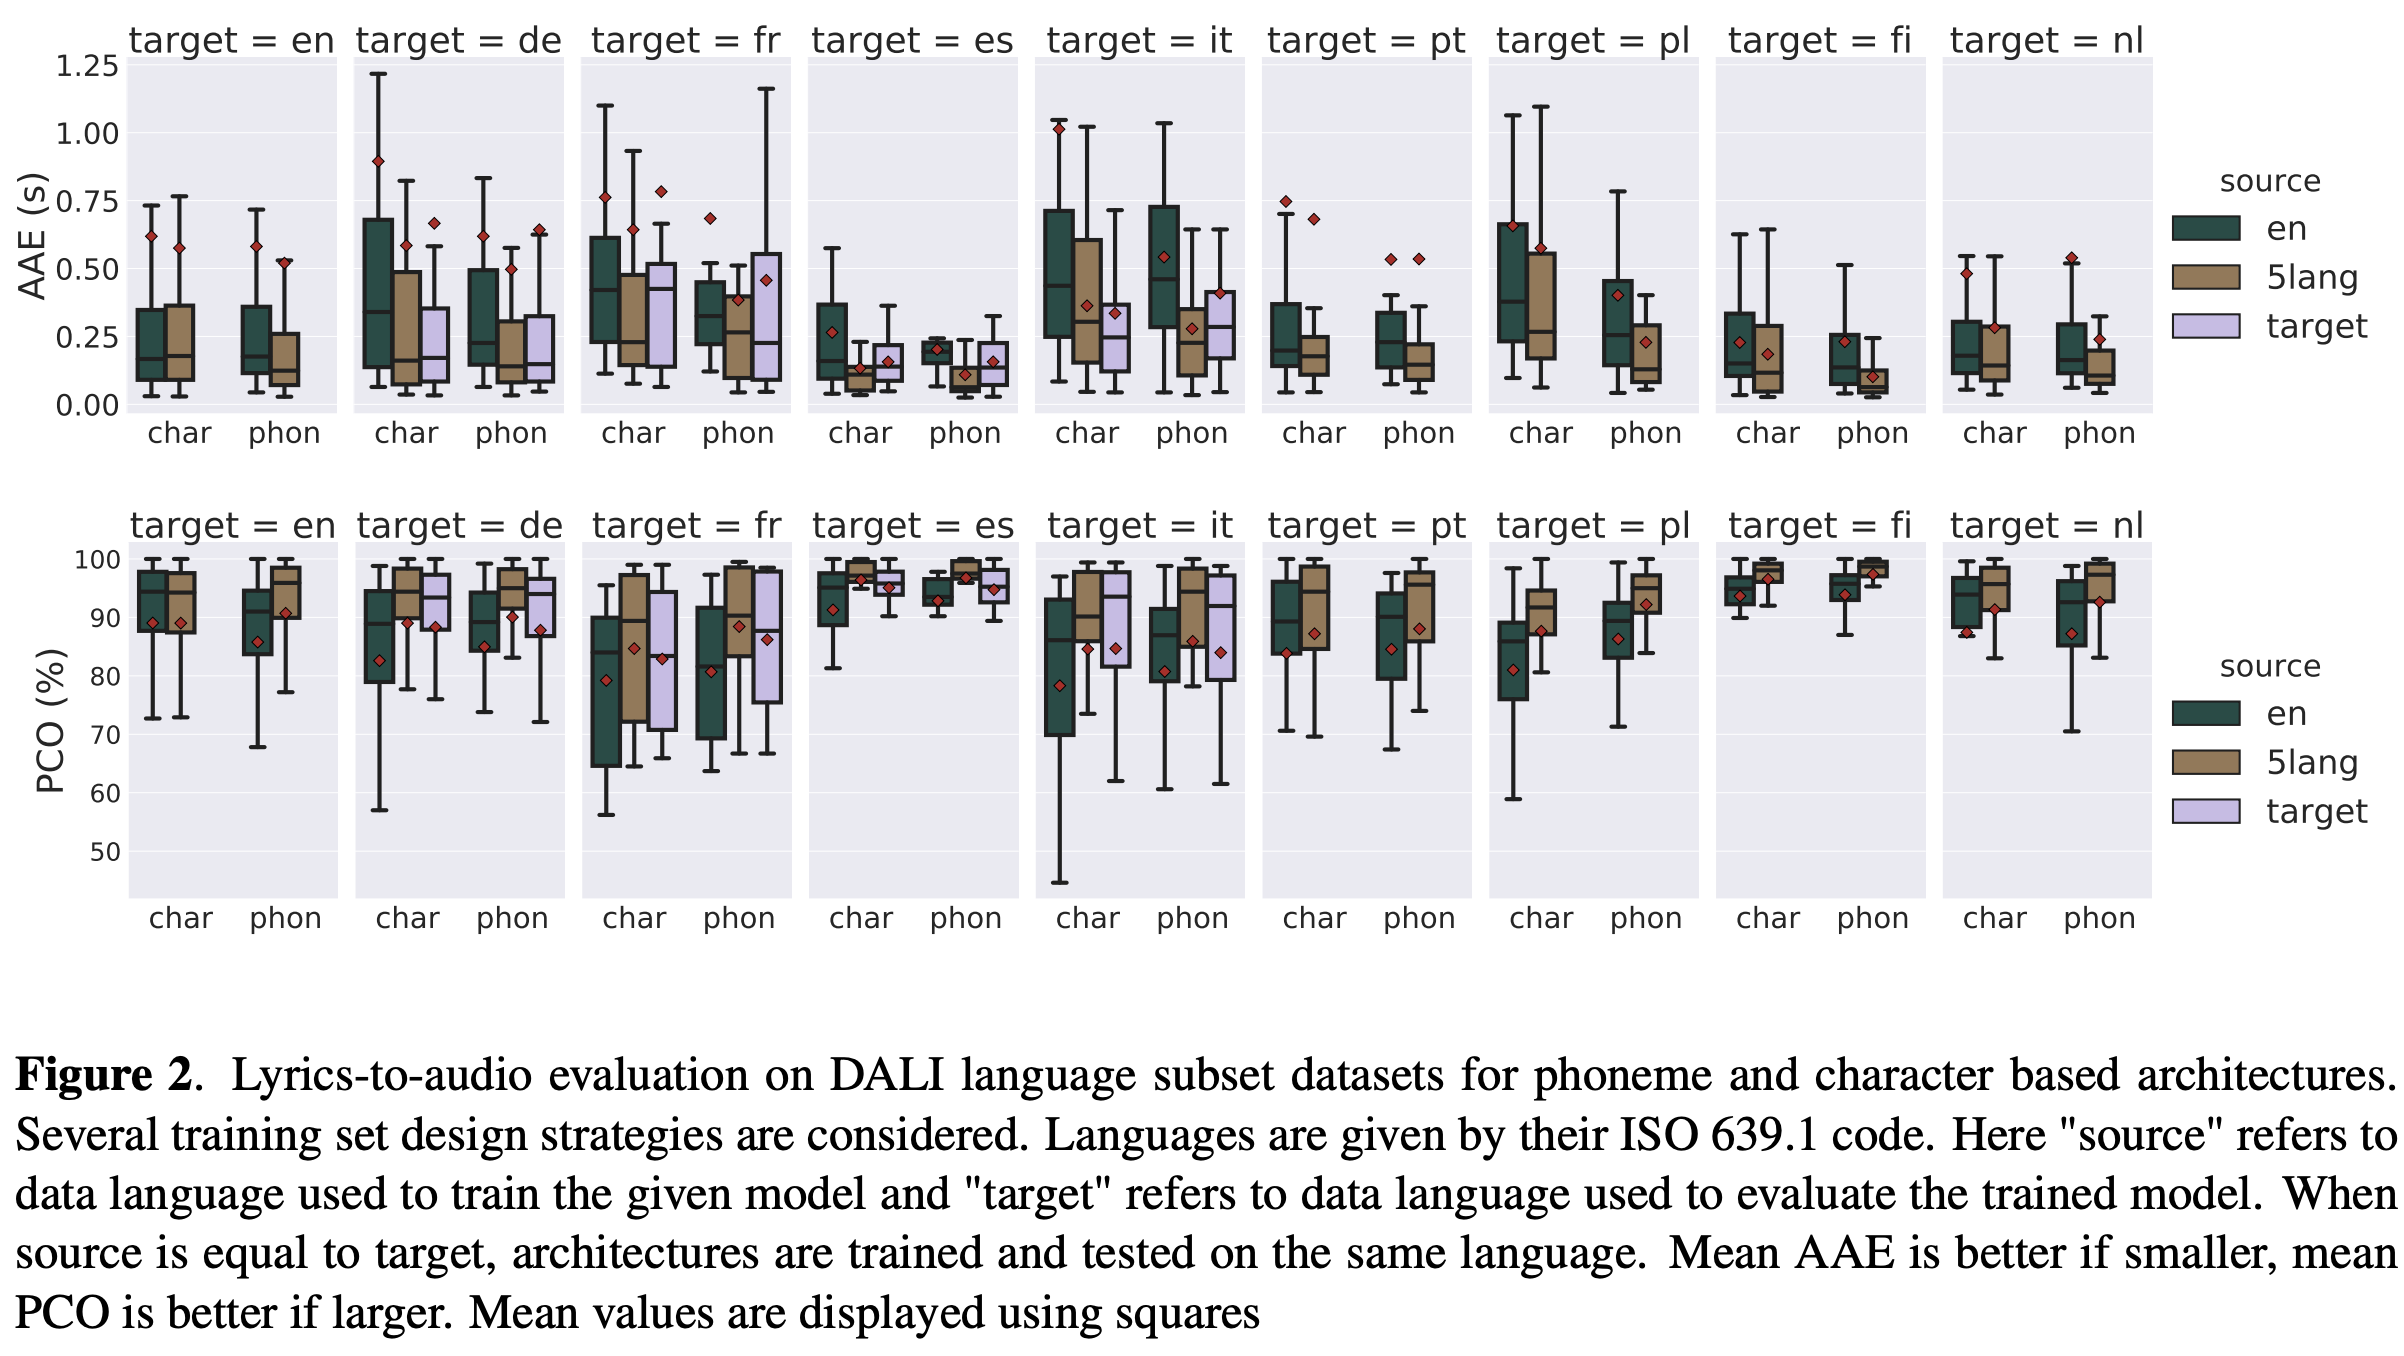 target = en target = de target = fr target = es target = it target = pt target = pl target = fi target = nl
1.25
1.00
0.75
0.50
0.25
0.00
AAE (s)
char phon char phon char phon char phon char phon char phon char phon char phon char phon
source
en
5lang
target
target = en target = de target = fr target = es target = it target = pt target = pl target = fi target = nl
100
90
80
70
60
50
PCO (%)
char phon char phon char phon char phon char phon char phon char phon char phon char phon
source
en
5lang
target
Figure 2. Lyrics-to-audio evaluation on DALI language subset datasets for phoneme and character based architectures.
Several training set design strategies are considered. Languages are given by their ISO 639.1 code. Here "source" refers to
data language used to train the given model and "target" refers to data language used to evaluate the trained model. When
source is equal to target, architectures are trained and tested on the same language. Mean AAE is better if smaller, mean
PCO is better if larger. Mean values are displayed using squares